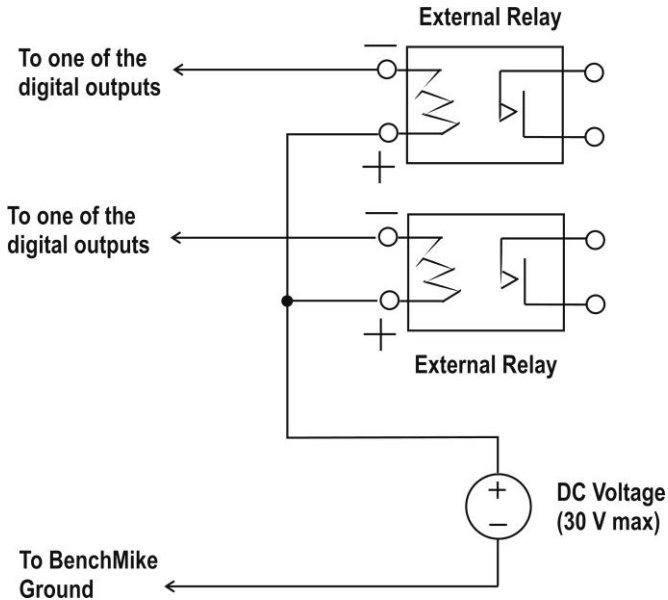 External Relay
To one of the
digital outputs
−
+
To one of the
digital outputs
−
+
External Relay
+
−
DC Voltage
(30 V max)
To BenchMike
Ground